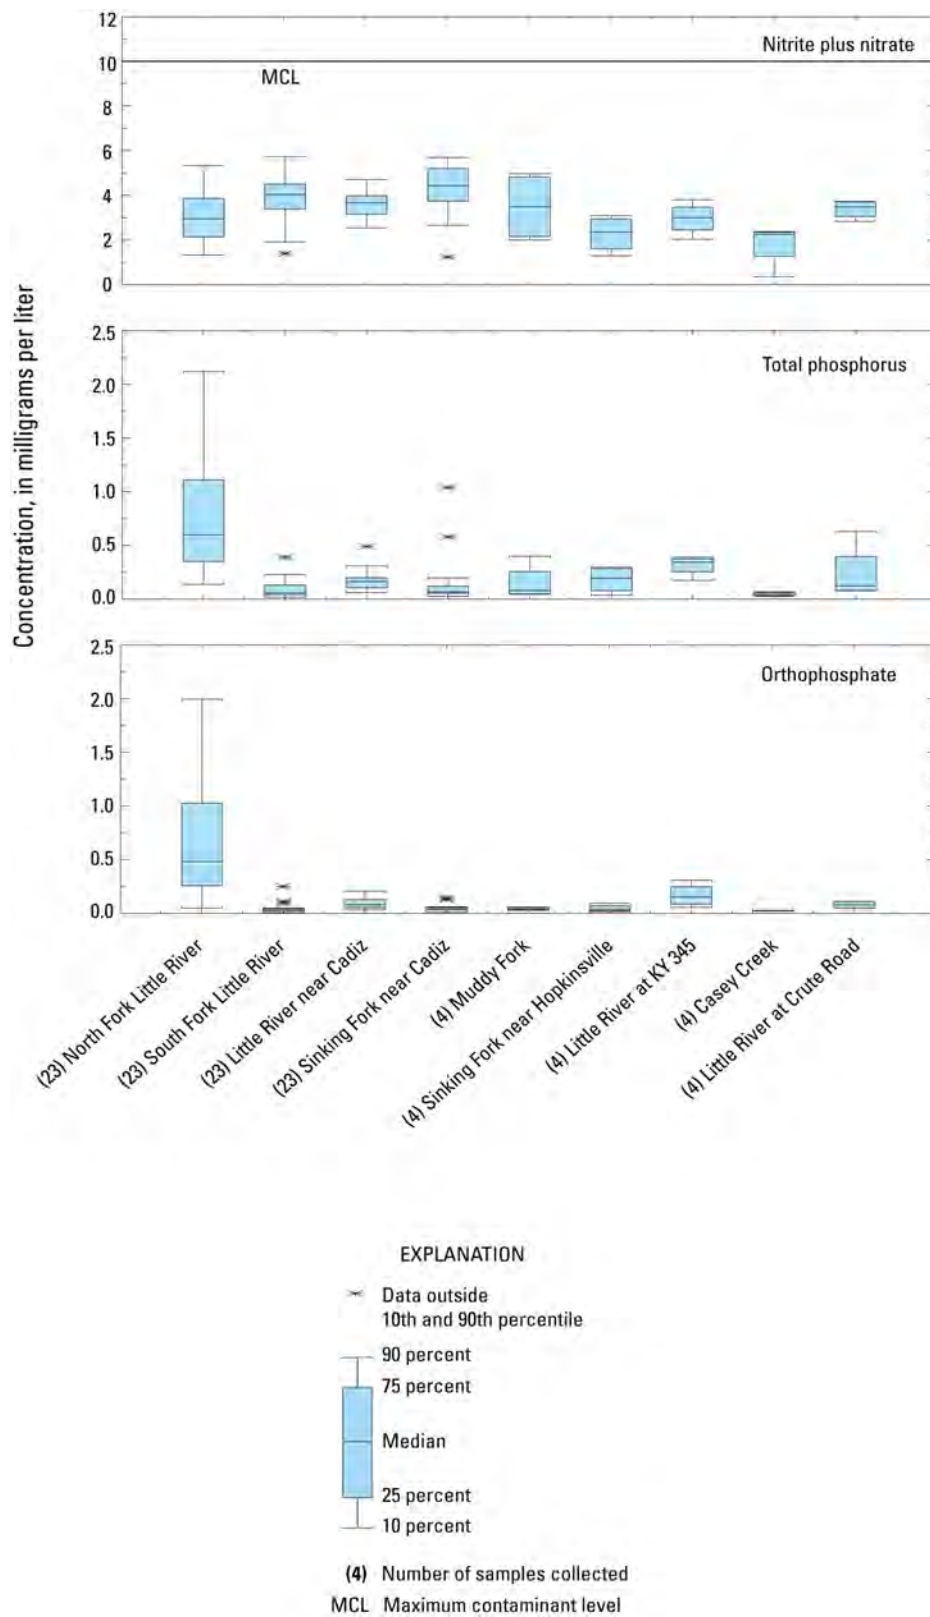 Concentration, in milligrams per liter
12
10
8
6
4
2
0
Nitrite plus nitrate
MCL
2.5
2.0
1.5
1.0
0.5
0.0
Total phosphorus
2.5
2.0
1.5
1.0
0.5
0.0
Orthophosphate
(23) North Fork Little River
(23) South Fork Little River
(23) Little River near Cadiz
(23) Sinking Fork near Cadiz
(4) Muddy Fork
(4) Sinking Fork near Hopkinsville
(4) Little River at KY 345
(4) Casey Creek
(4) Little River at Crute Road
EXPLANATION
Data outside
10th and 90th percentile
90 percent
75 percent
Median
25 percent
10 percent
(4) Number of samples collected
MCL Maximum contaminant level